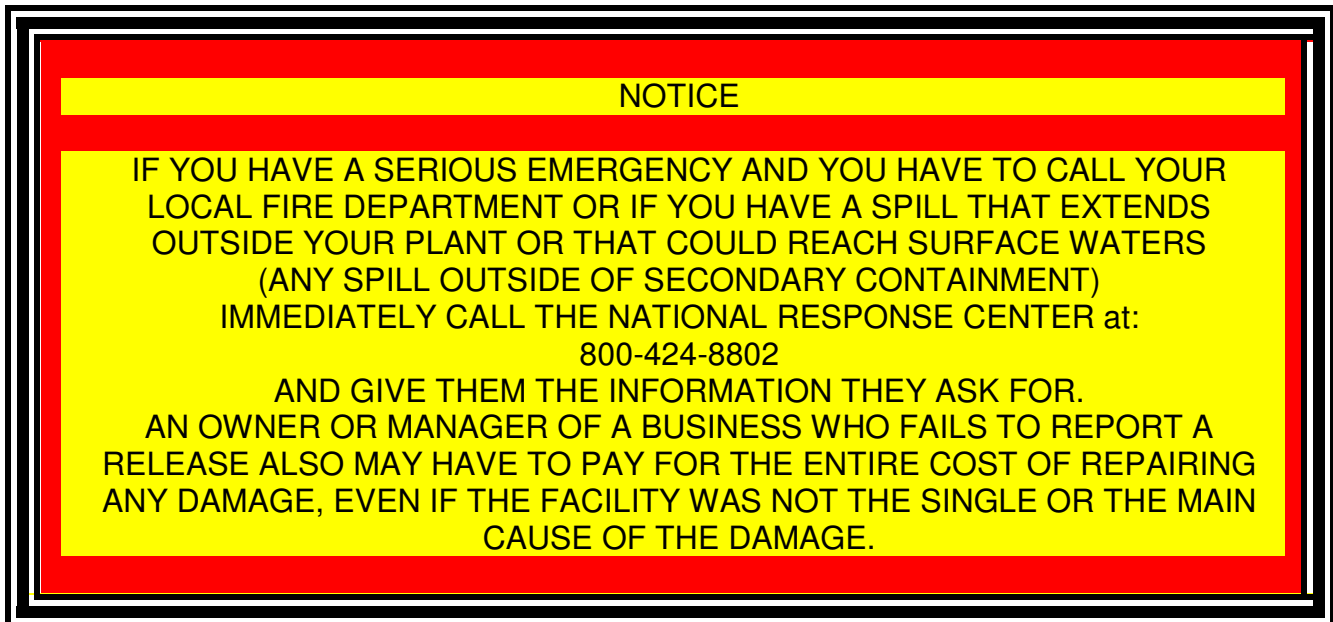 NOTICE
IF YOU HAVE A SERIOUS EMERGENCY AND YOU HAVE TO CALL YOUR
LOCAL FIRE DEPARTMENT OR IF YOU HAVE A SPILL THAT EXTENDS
OUTSIDE YOUR PLANT OR THAT COULD REACH SURFACE WATERS
(ANY SPILL OUTSIDE OF SECONDARY CONTAINMENT)
IMMEDIATELY CALL THE NATIONAL RESPONSE CENTER at:
800-424-8802
AND GIVE THEM THE INFORMATION THEY ASK FOR.
AN OWNER OR MANAGER OF A BUSINESS WHO FAILS TO REPORT A
RELEASE ALSO MAY HAVE TO PAY FOR THE ENTIRE COST OF REPAIRING
ANY DAMAGE, EVEN IF THE FACILITY WAS NOT THE SINGLE OR THE MAIN
CAUSE OF THE DAMAGE.